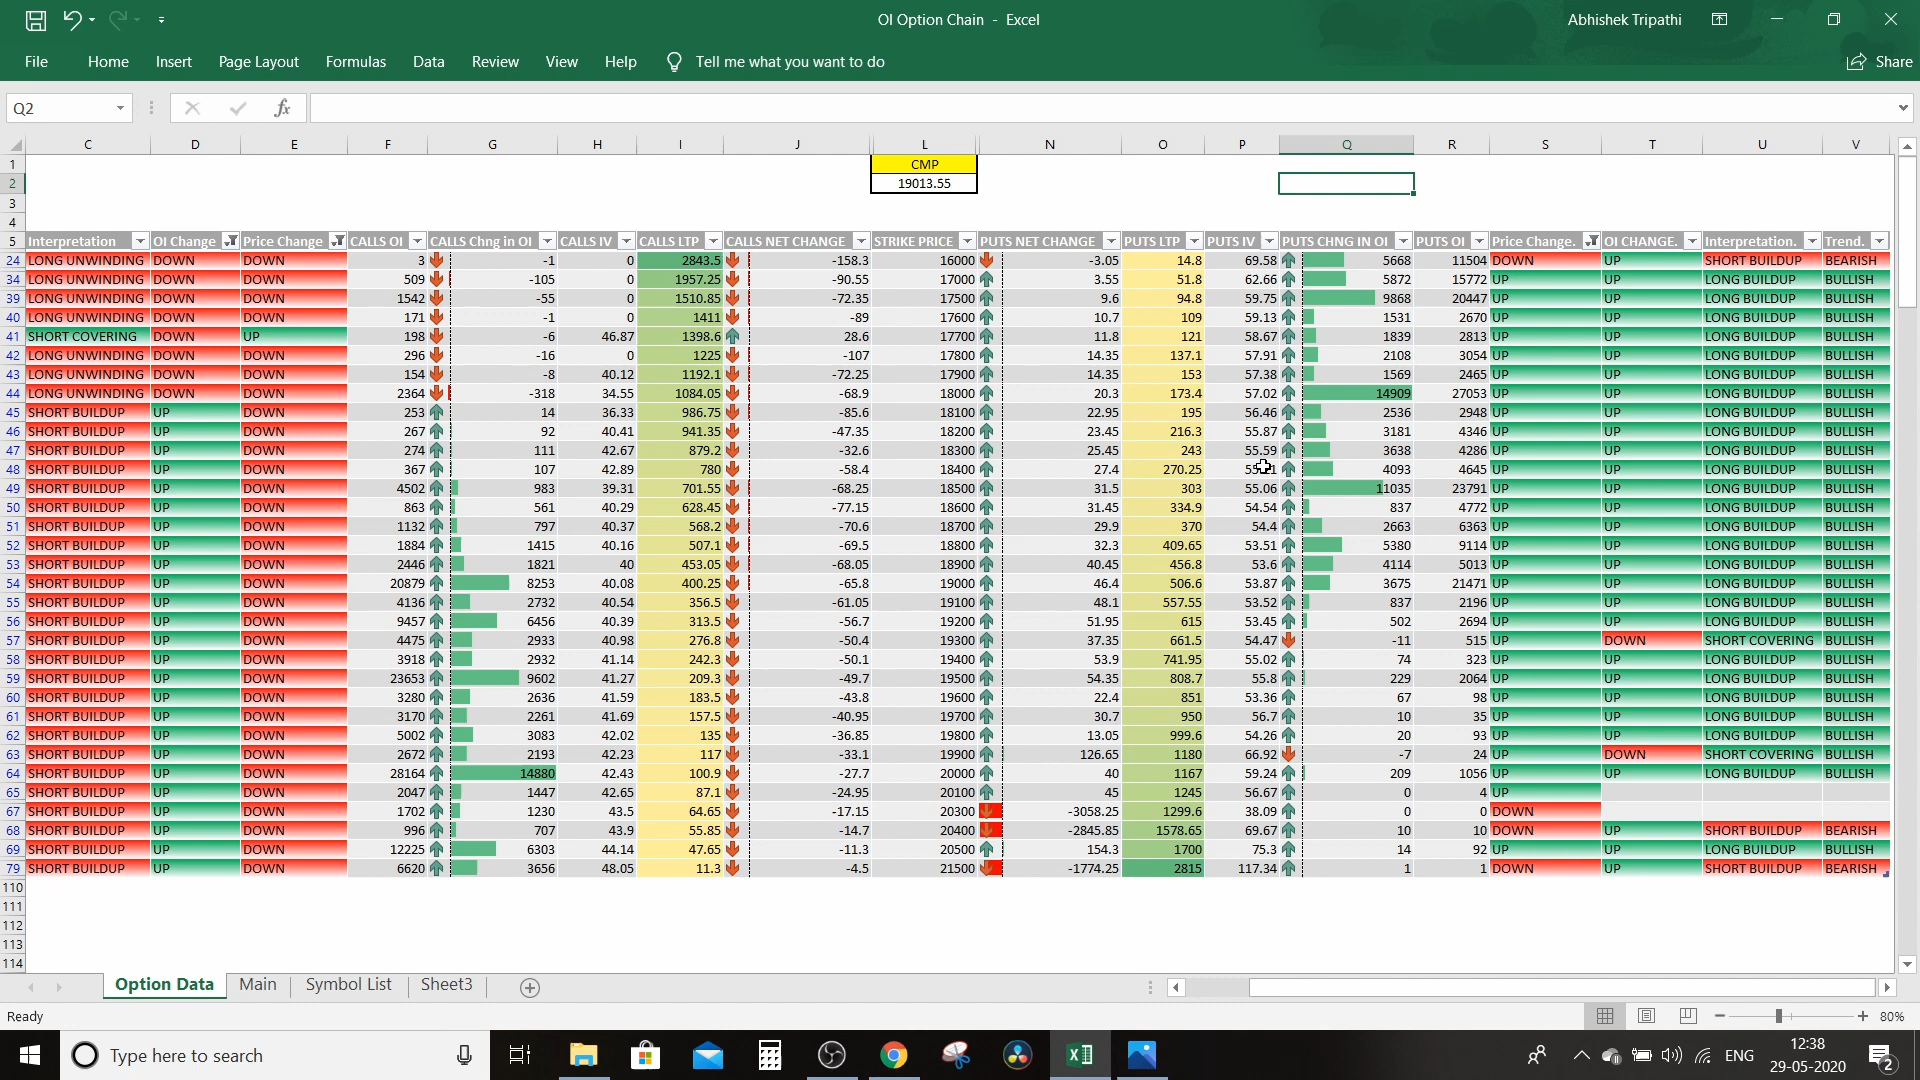 OI Option Chain - Excel
Abhishek Tripathi
File Home Insert Page Layout Formulas Data Review View Help Tell me what you want to do Share
Q2 fx
C D E F G H I J L N O P Q R S T U V
1 CMP
2 19013.55
3
4
5 Interpretation OI Change Price Change CALLS OI CALLS Chng in OI CALLS IV CALLS LTP CALLS NET CHANGE STRIKE PRICE PUTS NET CHANGE PUTS LTP PUTS IV PUTS CHNG IN OI PUTS OI Price Change. OI CHANGE. Interpretation. Trend.
24 LONG UNWINDING DOWN DOWN 3 -1 0 2843.5 -158.3 16000 -3.05 14.8 69.58 5668 11504 DOWN UP SHORT BUILDUP BEARISH
34 LONG UNWINDING DOWN DOWN 509 -105 0 1957.25 -90.55 17000 3.55 51.8 62.66 5872 15772 UP UP LONG BUILDUP BULLISH
39 LONG UNWINDING DOWN DOWN 1542 -55 0 1510.85 -72.35 17500 9.6 94.8 59.75 9868 20447 UP UP LONG BUILDUP BULLISH
40 LONG UNWINDING DOWN DOWN 171 -1 0 1411 -89 17600 10.7 109 59.13 1531 2670 UP UP LONG BUILDUP BULLISH
41 SHORT COVERING DOWN UP 198 -6 46.87 1398.6 28.6 17700 11.8 121 58.67 1839 2813 UP UP LONG BUILDUP BULLISH
42 LONG UNWINDING DOWN DOWN 296 -16 0 1225 -107 17800 14.35 137.1 57.91 2108 3054 UP UP LONG BUILDUP BULLISH
43 LONG UNWINDING DOWN DOWN 154 -8 40.12 1192.1 -72.25 17900 14.35 153 57.38 1569 2465 UP UP LONG BUILDUP BULLISH
44 LONG UNWINDING DOWN DOWN 2364 -318 34.55 1084.05 -68.9 18000 20.3 173.4 57.02 14909 27053 UP UP LONG BUILDUP BULLISH
45 SHORT BUILDUP UP DOWN 253 14 36.33 986.75 -85.6 18100 22.95 195 56.46 2536 2948 UP UP LONG BUILDUP BULLISH
46 SHORT BUILDUP UP DOWN 267 92 40.41 941.35 -47.35 18200 23.45 216.3 55.87 3181 4346 UP UP LONG BUILDUP BULLISH
47 SHORT BUILDUP UP DOWN 274 111 42.67 879.2 -32.6 18300 25.45 243 55.59 3638 4286 UP UP LONG BUILDUP BULLISH
48 SHORT BUILDUP UP DOWN 367 107 42.89 780 -58.4 18400 27.4 270.25 4093 4645 UP UP LONG BUILDUP BULLISH
49 SHORT BUILDUP UP DOWN 4502 983 39.31 701.55 -68.25 18500 31.5 303 55.06 11035 23791 UP UP LONG BUILDUP BULLISH
50 SHORT BUILDUP UP DOWN 863 561 40.29 628.45 -77.15 18600 31.45 334.9 54.54 837 4772 UP UP LONG BUILDUP BULLISH
51 SHORT BUILDUP UP DOWN 1132 797 40.37 568.2 -70.6 18700 29.9 370 54.4 2663 6363 UP UP LONG BUILDUP BULLISH
52 SHORT BUILDUP UP DOWN 1884 1415 40.16 507.1 -69.5 18800 32.3 409.65 53.51 5380 9114 UP UP LONG BUILDUP BULLISH
53 SHORT BUILDUP UP DOWN 2446 1821 40 453.05 -68.05 18900 40.45 456.8 53.6 4114 5013 UP UP LONG BUILDUP BULLISH
54 SHORT BUILDUP UP DOWN 20879 8253 40.08 400.25 -65.8 19000 46.4 506.6 53.87 3675 21471 UP UP LONG BUILDUP BULLISH
55 SHORT BUILDUP UP DOWN 4136 2732 40.54 356.5 -61.05 19100 48.1 557.55 53.52 837 2196 UP UP LONG BUILDUP BULLISH
56 SHORT BUILDUP UP DOWN 9457 6456 40.39 313.5 -56.7 19200 51.95 615 53.45 502 2694 UP UP LONG BUILDUP BULLISH
57 SHORT BUILDUP UP DOWN 4475 2933 40.98 276.8 -50.4 19300 37.35 661.5 54.47 -11 515 UP DOWN SHORT COVERING BULLISH
58 SHORT BUILDUP UP DOWN 3918 2932 41.14 242.3 -50.1 19400 53.9 741.95 55.02 74 323 UP UP LONG BUILDUP BULLISH
59 SHORT BUILDUP UP DOWN 23653 9602 41.27 209.3 -49.7 19500 54.35 808.7 55.8 229 2064 UP UP LONG BUILDUP BULLISH
60 SHORT BUILDUP UP DOWN 3280 2636 41.59 183.5 -43.8 19600 22.4 851 53.36 67 98 UP UP LONG BUILDUP BULLISH
61 SHORT BUILDUP UP DOWN 3170 2261 41.69 157.5 -40.95 19700 30.7 950 56.7 10 35 UP UP LONG BUILDUP BULLISH
62 SHORT BUILDUP UP DOWN 5002 3083 42.02 135 -36.85 19800 13.05 999.6 54.26 20 93 UP UP LONG BUILDUP BULLISH
63 SHORT BUILDUP UP DOWN 2672 2193 42.23 117 -33.1 19900 126.65 1180 66.92 -7 24 UP DOWN SHORT COVERING BULLISH
64 SHORT BUILDUP UP DOWN 28164 14880 42.43 100.9 -27.7 20000 40 1167 59.24 209 1056 UP UP LONG BUILDUP BULLISH
65 SHORT BUILDUP UP DOWN 2047 1447 42.65 87.1 -24.95 20100 45 1245 56.67 0 4 UP
67 SHORT BUILDUP UP DOWN 1702 1230 43.5 64.65 -17.15 20300 -3058.25 1299.6 38.09 0 0 DOWN
68 SHORT BUILDUP UP DOWN 996 707 43.9 55.85 -14.7 20400 -2845.85 1578.65 69.67 10 10 DOWN UP SHORT BUILDUP BEARISH
69 SHORT BUILDUP UP DOWN 12225 6303 44.14 47.65 -11.3 20500 154.3 1700 75.3 14 92 UP UP LONG BUILDUP BULLISH
79 SHORT BUILDUP UP DOWN 6620 3656 48.05 11.3 -4.5 21500 -1774.25 2815 117.34 1 1 DOWN UP SHORT BUILDUP BEARISH
110
111
112
113
114
Option Data Main Symbol List Sheet3
Ready 80%
Type here to search
ENG
12:38
29-05-2020
2